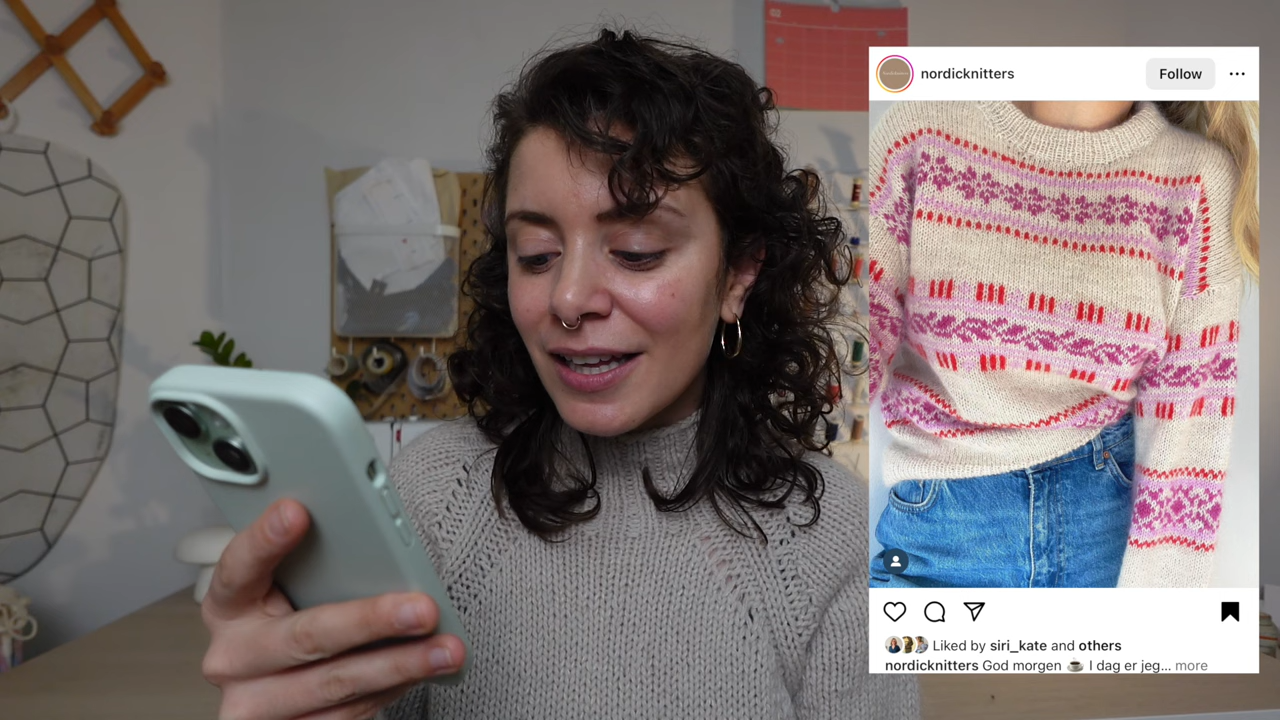 nordicknitters
Follow
Liked by siri_kate and others
nordicknitters God morgen ☕ I dag er jeg... more